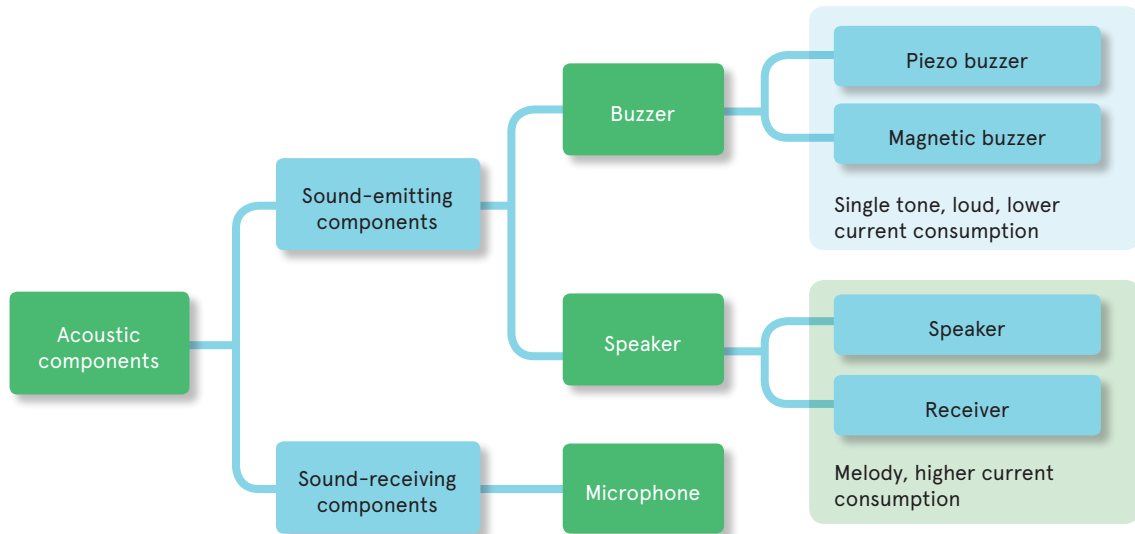 Acoustic
components
Sound-emitting
components
Buzzer
Piezo buzzer
Magnetic buzzer
Single tone, loud, lower
current consumption
Speaker
Speaker
Receiver
Melody, higher current
consumption
Sound-receiving
components
Microphone